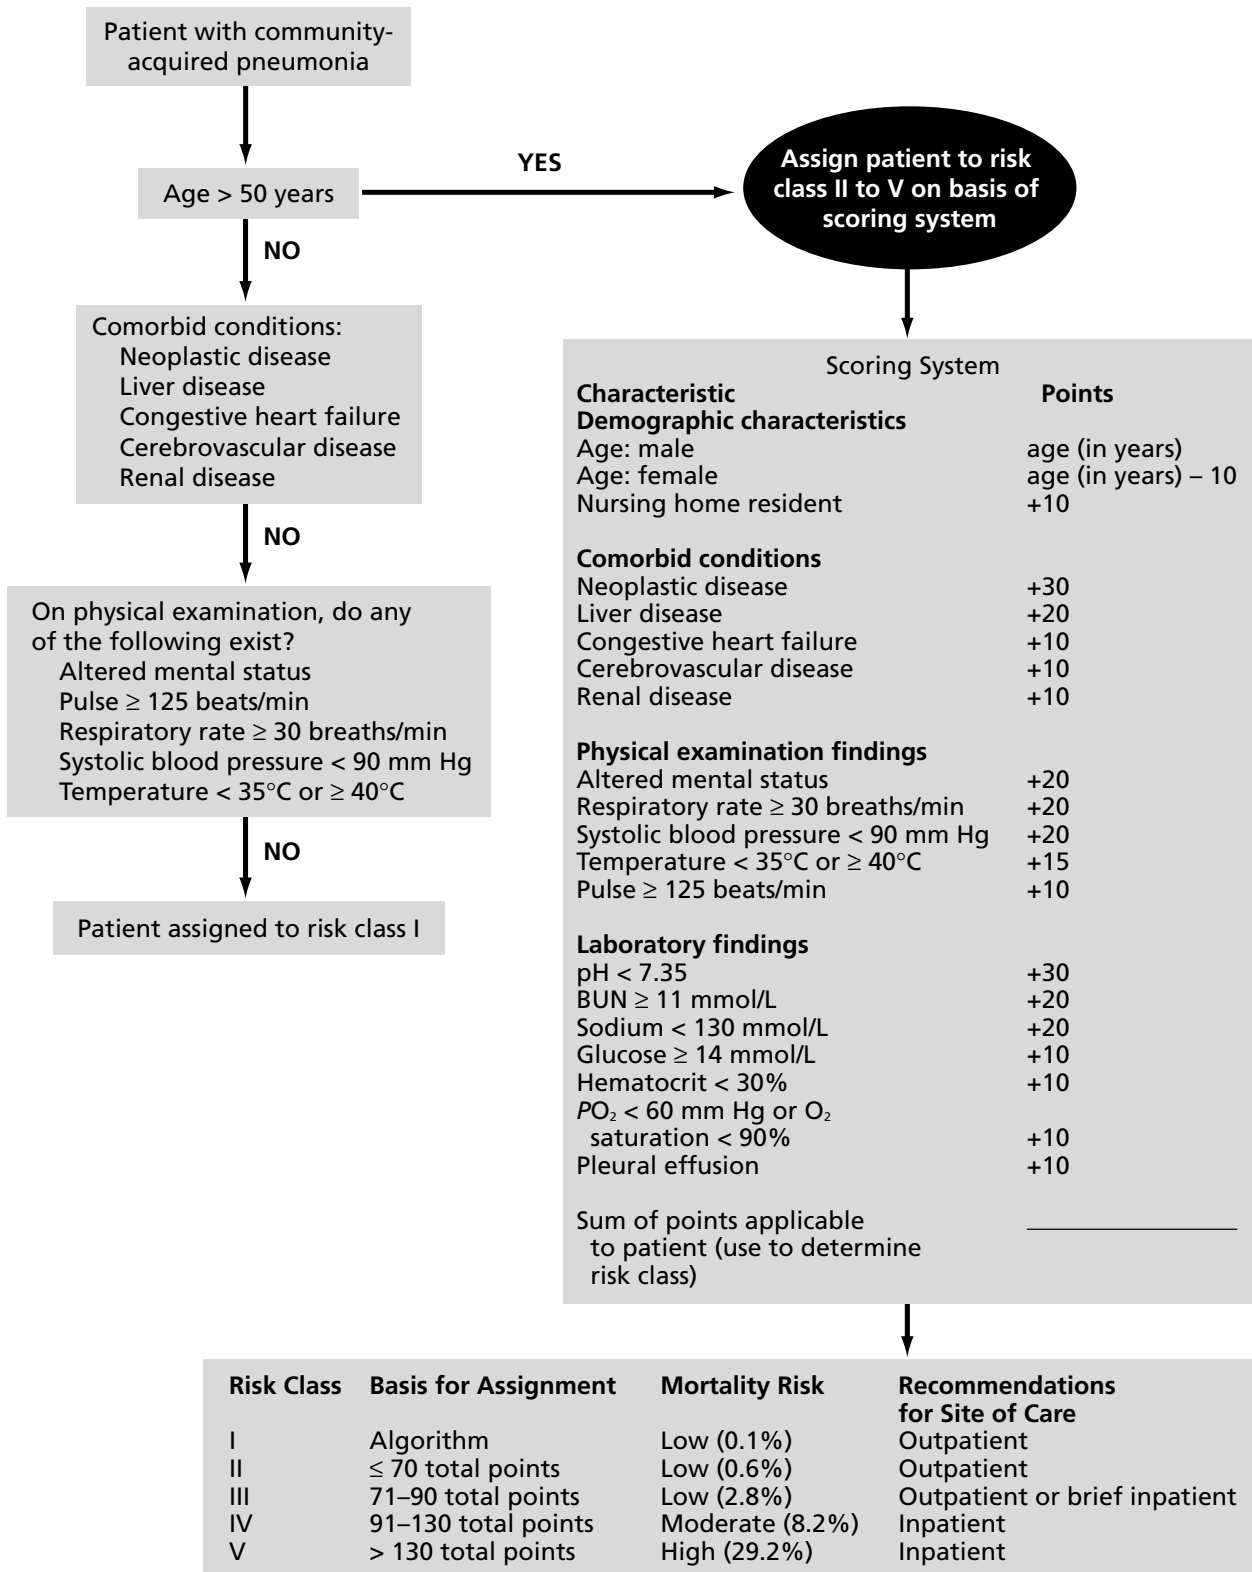 Patient with community-
acquired pneumonia
Age > 50 years
YES
Assign patient to risk
class II to V on basis of
scoring system
NO
Comorbid conditions:
Neoplastic disease
Liver disease
Congestive heart failure
Cerebrovascular disease
Renal disease
NO
On physical examination, do any
of the following exist?
Altered mental status
Pulse ≥ 125 beats/min
Respiratory rate ≥ 30 breaths/min
Systolic blood pressure < 90 mm Hg
Temperature < 35°C or ≥ 40°C
NO
Patient assigned to risk class I
Scoring System
Characteristic Points
Demographic characteristics
Age: male age (in years)
Age: female age (in years) – 10
Nursing home resident +10
Comorbid conditions
Neoplastic disease +30
Liver disease +20
Congestive heart failure +10
Cerebrovascular disease +10
Renal disease +10
Physical examination findings
Altered mental status +20
Respiratory rate ≥ 30 breaths/min +20
Systolic blood pressure < 90 mm Hg +20
Temperature < 35°C or ≥ 40°C +15
Pulse ≥ 125 beats/min +10
Laboratory findings
pH < 7.35 +30
BUN ≥ 11 mmol/L +20
Sodium < 130 mmol/L +20
Glucose ≥ 14 mmol/L +10
Hematocrit < 30% +10
PO₂ < 60 mm Hg or O₂
saturation < 90% +10
Pleural effusion +10
Sum of points applicable
to patient (use to determine
risk class)
Risk Class Basis for Assignment Mortality Risk Recommendations
for Site of Care
I Algorithm Low (0.1%) Outpatient
II ≤ 70 total points Low (0.6%) Outpatient
III 71–90 total points Low (2.8%) Outpatient or brief inpatient
IV 91–130 total points Moderate (8.2%) Inpatient
V > 130 total points High (29.2%) Inpatient